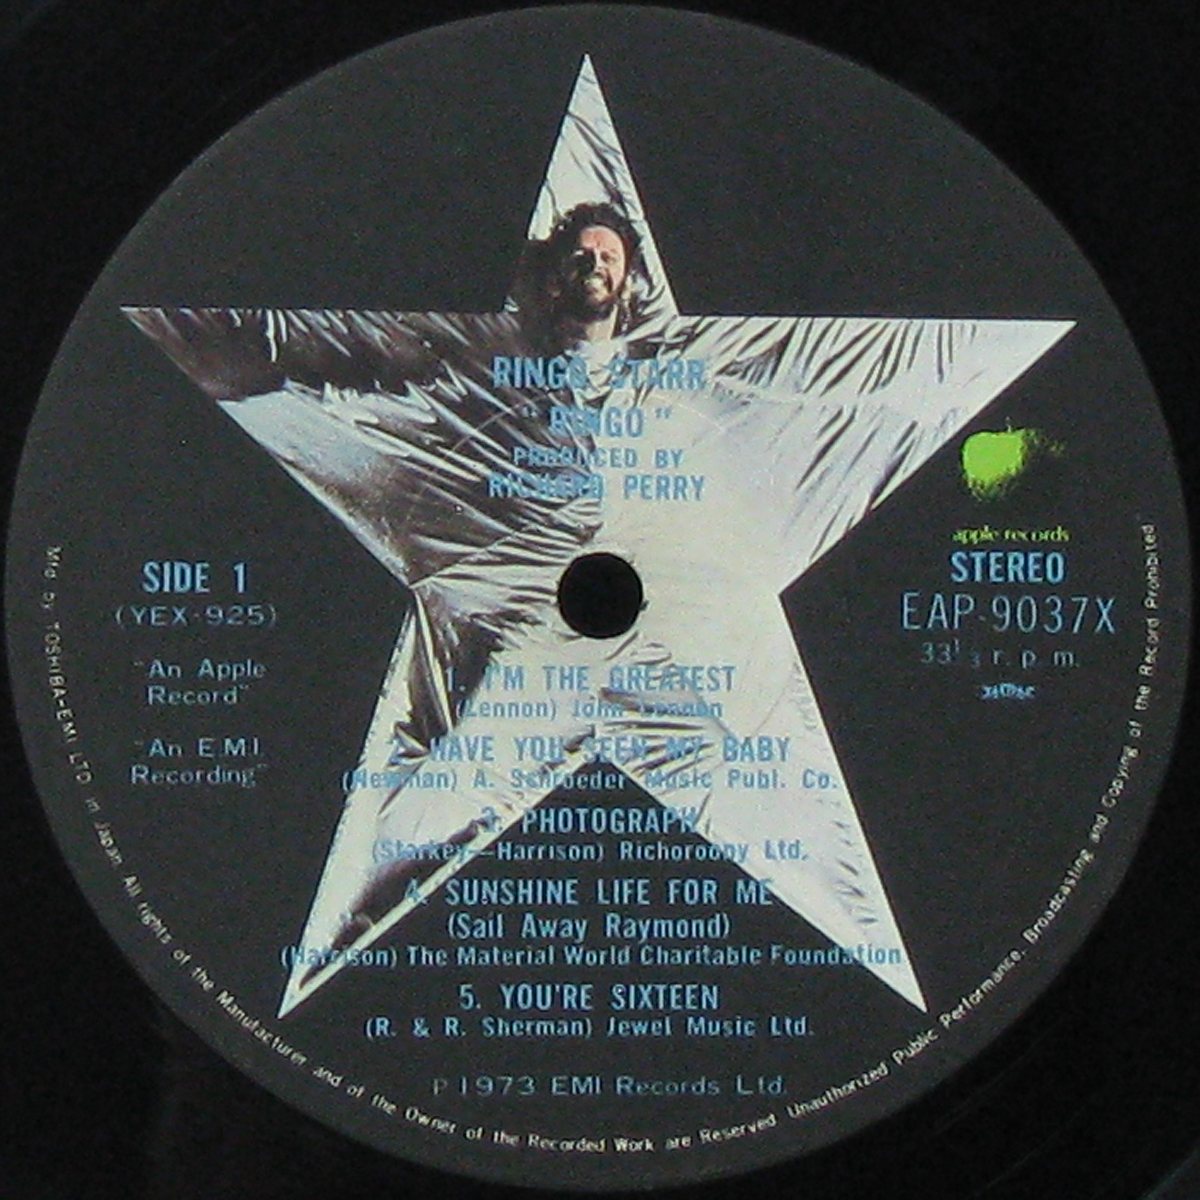 RINGO STARR
"RINGO"
PRODUCED BY
RICHARD PERRY
apple records
STEREO
EAP-9037X
33 1/3 r. p. m.
SIDE 1
(YEX-925)
"An Apple
Record"
"An E.M.I.
Recording"
1. I'M THE GREATEST
(Lennon) John Lennon
2. HAVE YOU SEEN MY BABY
(Newman) A. Schroeder Music Publ. Co.
3. PHOTOGRAPH
(Starkey—Harrison) Richoroony Ltd.
4. SUNSHINE LIFE FOR ME
(Sail Away Raymond)
(Harrison) The Material World Charitable Foundation
5. YOU'RE SIXTEEN
(R. & R. Sherman) Jewel Music Ltd.
P 1973 EMI Records Ltd.
Mfd by TOSHIBA-EMI LTD in Japan All rights of the Manufacturer and of the Owner of the Recorded Work are Reserved Unauthorized Public Performance, Broadcasting and Copying of the Record Prohibited